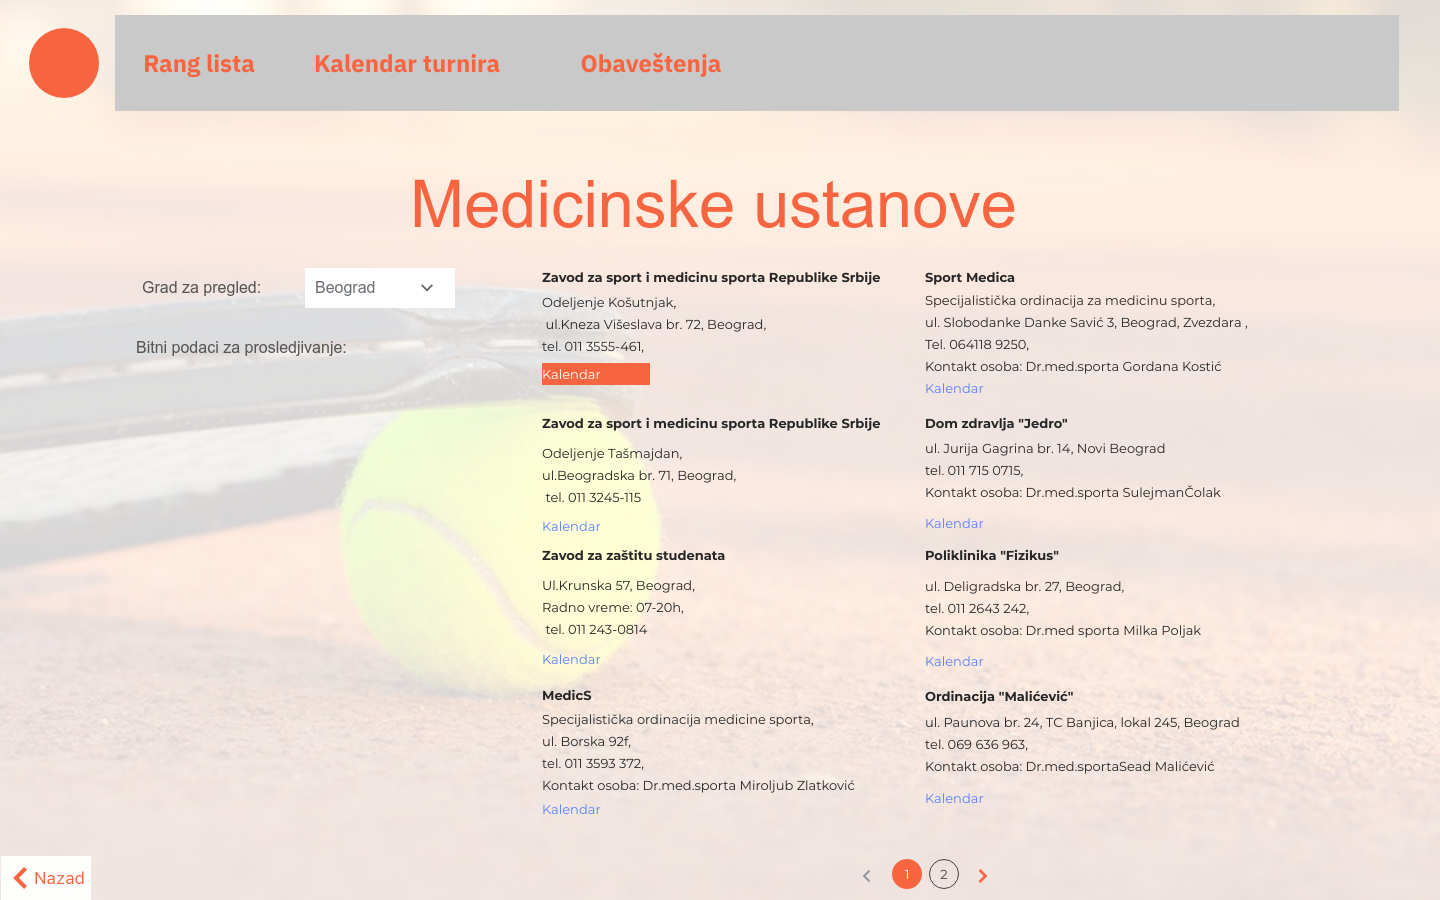 Rang lista
Kalendar turnira
Obaveštenja
Medicinske ustanove
Grad za pregled:
Beograd
Bitni podaci za prosledjivanje:
Zavod za sport i medicinu sporta Republike Srbije
Odeljenje Košutnjak,
ul.Kneza Višeslava br. 72, Beograd,
tel. 011 3555-461,
Kalendar
Zavod za sport i medicinu sporta Republike Srbije
Odeljenje Tašmajdan,
ul.Beogradska br. 71, Beograd,
tel. 011 3245-115
Kalendar
Zavod za zaštitu studenata
Ul.Krunska 57, Beograd,
Radno vreme: 07-20h,
tel. 011 243-0814
Kalendar
MedicS
Specijalistička ordinacija medicine sporta,
ul. Borska 92f,
tel. 011 3593 372,
Kontakt osoba: Dr.med.sporta Miroljub Zlatković
Kalendar
Sport Medica
Specijalistička ordinacija za medicinu sporta,
ul. Slobodanke Danke Savić 3, Beograd, Zvezdara ,
Tel. 064118 9250,
Kontakt osoba: Dr.med.sporta Gordana Kostić
Kalendar
Dom zdravlja "Jedro"
ul. Jurija Gagrina br. 14, Novi Beograd
tel. 011 715 0715,
Kontakt osoba: Dr.med.sporta SulejmanČolak
Kalendar
Poliklinika "Fizikus"
ul. Deligradska br. 27, Beograd,
tel. 011 2643 242,
Kontakt osoba: Dr.med sporta Milka Poljak
Kalendar
Ordinacija "Malićević"
ul. Paunova br. 24, TC Banjica, lokal 245, Beograd
tel. 069 636 963,
Kontakt osoba: Dr.med.sportaSead Malićević
Kalendar
Nazad
1
2